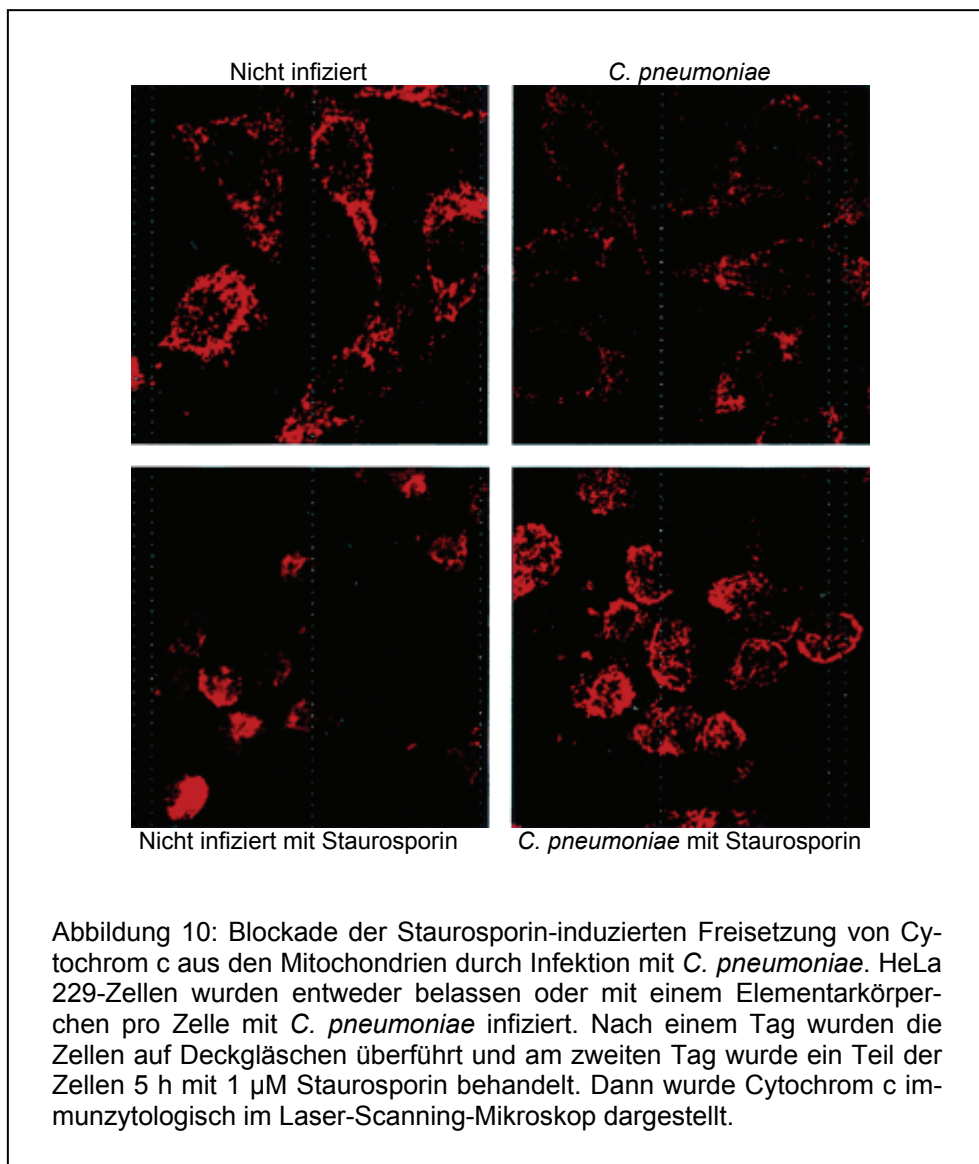 Nicht infiziert
C. pneumoniae
Nicht infiziert mit Staurosporin
C. pneumoniae mit Staurosporin
Abbildung 10: Blockade der Staurosporin-induzierten Freisetzung von Cy-
tochrom c aus den Mitochondrien durch Infektion mit C. pneumoniae. HeLa
229-Zellen wurden entweder belassen oder mit einem Elementarkörper-
chen pro Zelle mit C. pneumoniae infiziert. Nach einem Tag wurden die
Zellen auf Deckgläschen überführt und am zweiten Tag wurde ein Teil der
Zellen 5 h mit 1 µM Staurosporin behandelt. Dann wurde Cytochrom c im-
munzytologisch im Laser-Scanning-Mikroskop dargestellt.